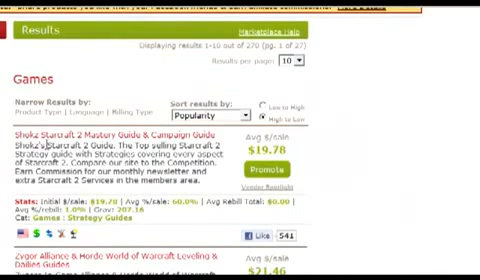 Results
Marketplace Help
Displaying results 1-10 out of 270 (pg. 1 of 27)
Results per page: 10
Games
Narrow Results by:
Product Type | Language | Billing Type
Sort results by:
Popularity
Low to High
High to Low
Shokz Starcraft 2 Mastery Guide & Campaign Guide
Shokz's Starcraft 2 Guide. The Top selling Starcraft 2
Strategy guide with Strategies covering every aspect
of Starcraft 2. Compare our site to the Competition.
Earn Commission for our monthly newsletter and
extra Starcraft 2 Services in the members area.
Avg $/sale
$19.78
Promote
Vendor Spotlight
Stats: Initial $/sale: $19.78 | Avg %/sale: 60.0% | Avg Rebill Total: $0.00 |
Avg %/rebill: 1.0% | Grav: 207.16
Cat: Games : Strategy Guides
Like 541
Zygor Alliance & Horde World of Warcraft Leveling &
Dailies Guides.
Avg $/sale
$21.46